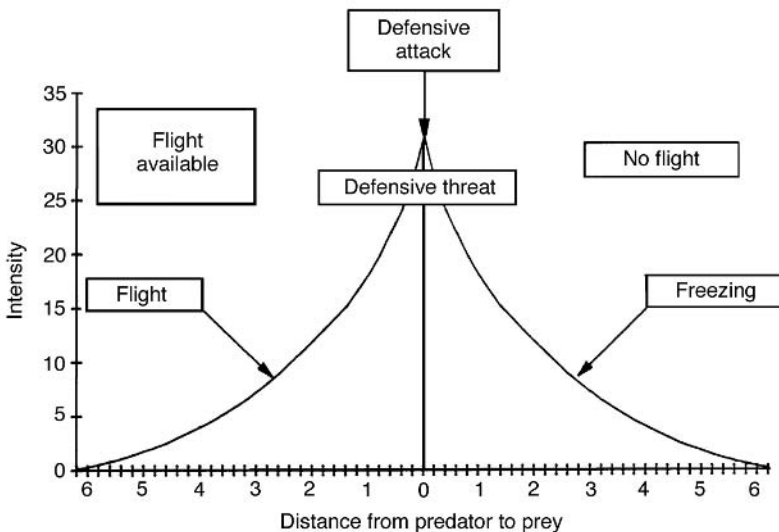 Defensive
attack
35
30
25
20
15
10
5
0
Intensity
Flight
available
No flight
Defensive threat
Flight
Freezing
6 5 4 3 2 1 0 1 2 3 4 5 6
Distance from predator to prey